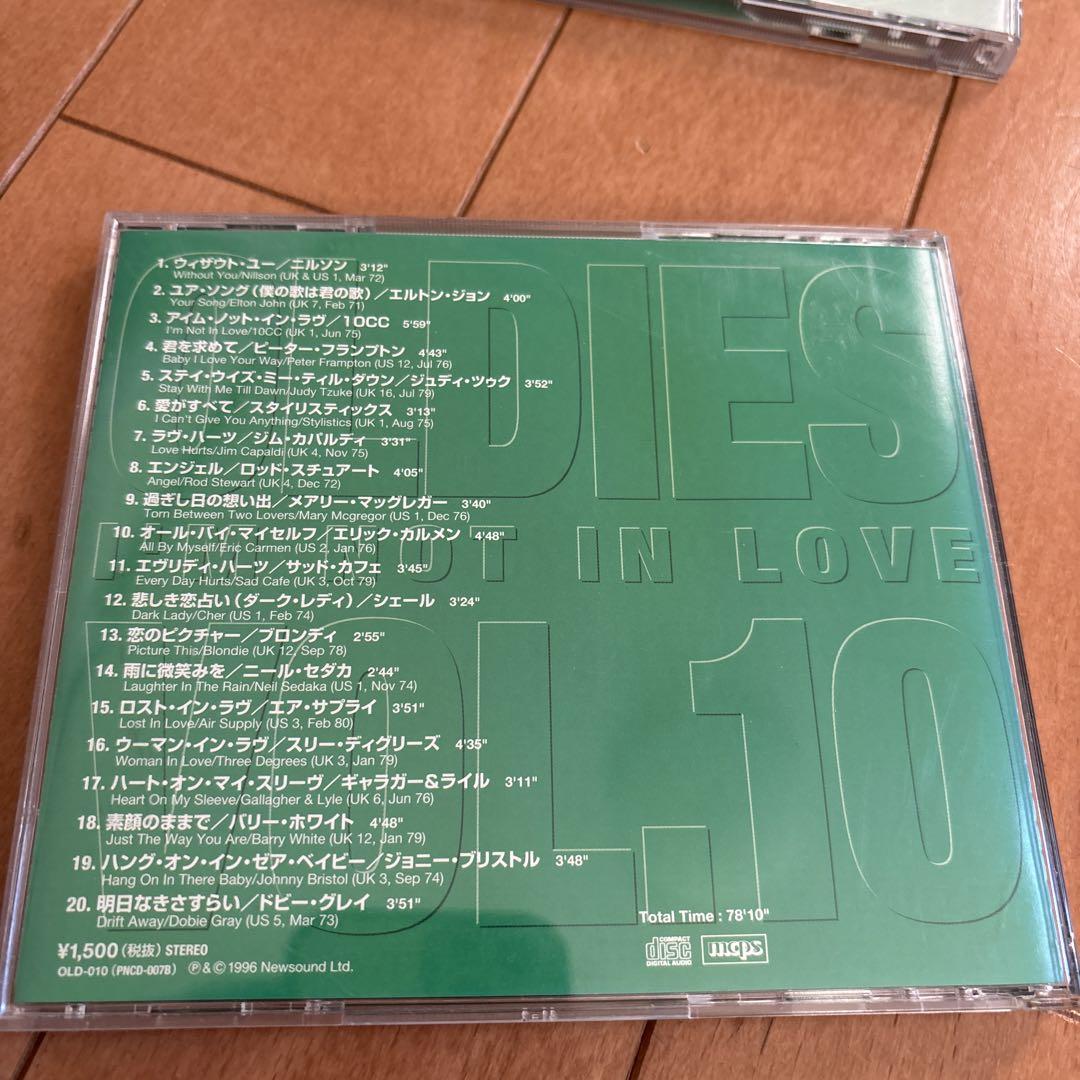 1. ウィザウト・ユー／ニルソン 3'12"
Without You/Nillson (UK & US 1, Mar 72)
2. ユア・ソング（僕の歌は君の歌）／エルトン・ジョン 4'00"
Your Song/Elton John (UK 7, Feb 71)
3. アイム・ノット・イン・ラヴ／10CC 5'59"
I'm Not In Love/10CC (UK 1, Jun 75)
4. 君を求めて／ピーター・フランプトン 4'43"
Baby I Love Your Way/Peter Frampton (US 12, Jul 76)
5. ステイ・ウイズ・ミー・ティル・ダウン／ジュディ・ツゥク 3'52"
Stay With Me Till Dawn/Judy Tzuke (UK 16, Jul 79)
6. 愛がすべて／スタイリスティックス 3'13"
I Can't Give You Anything/Stylistics (UK 1, Aug 75)
7. ラヴ・ハーツ／ジム・カパルディ 3'31"
Love Hurts/Jim Capaldi (UK 4, Nov 75)
8. エンジェル／ロッド・スチュアート 4'05"
Angel/Rod Stewart (UK 4, Dec 72)
9. 過ぎし日の想い出／メアリー・マッグレガー 3'40"
Torn Between Two Lovers/Mary Mcgregor (US 1, Dec 76)
10. オール・バイ・マイセルフ／エリック・カルメン 4'48"
All By Myself/Eric Carmen (US 2, Jan 76)
11. エヴリディ・ハーツ／サッド・カフェ 3'45"
Every Day Hurts/Sad Cafe (UK 3, Oct 79)
12. 悲しき恋占い（ダーク・レディ）／シェール 3'24"
Dark Lady/Cher (US 1, Feb 74)
13. 恋のピクチャー／ブロンディ 2'55"
Picture This/Blondie (UK 12, Sep 78)
14. 雨に微笑みを／ニール・セダカ 2'44"
Laughter In The Rain/Neil Sedaka (US 1, Nov 74)
15. ロスト・イン・ラヴ／エア・サプライ 3'51"
Lost In Love/Air Supply (US 3, Feb 80)
16. ウーマン・イン・ラヴ／スリー・ディグリーズ 4'35"
Woman In Love/Three Degrees (UK 3, Jan 79)
17. ハート・オン・マイ・スリーヴ／ギャラガー&ライル 3'11"
Heart On My Sleeve/Gallagher & Lyle (UK 6, Jun 76)
18. 素顔のままで／バリー・ホワイト 4'48"
Just The Way You Are/Barry White (UK 12, Jan 79)
19. ハング・オン・イン・ゼア・ベイビー／ジョニー・ブリストル 3'48"
Hang On In There Baby/Johnny Bristol (UK 3, Sep 74)
20. 明日なきさすらい／ドビー・グレイ 3'51"
Drift Away/Dobie Gray (US 5, Mar 73)
OLDIES
I'M NOT IN LOVE
VOL.10
Total Time : 78'10"
¥1,500（税抜）STEREO
OLD-010（PNCD-007B） ℗&© 1996 Newsound Ltd.
COMPACT
disc
DIGITAL AUDIO
mcps